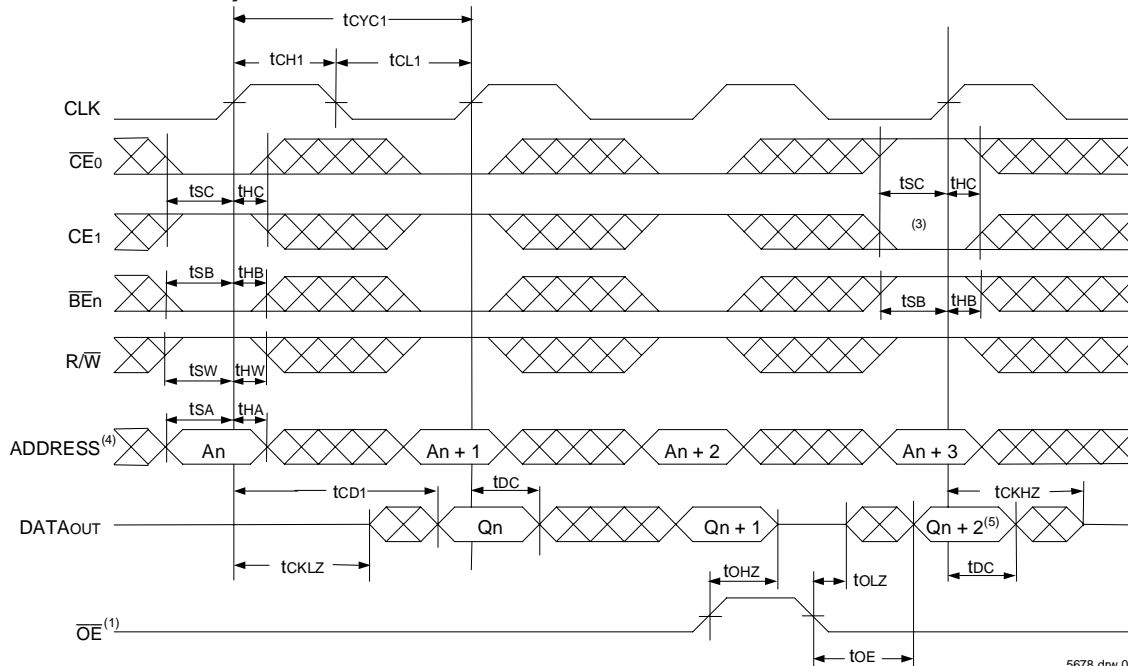 tCYC1
tCH1 tCL1
CLK
CE0
tSC tHC tSC tHC
CE1 (3)
tSB tHB
BEn tSB tHB
R/W
tSW tHW
tSA tHA
ADDRESS(4) An An + 1 An + 2 An + 3
tCD1 tDC tCKHZ
DATAOUT Qn Qn + 1 Qn + 2(5)
tCKLZ tOHZ tOLZ tDC
OE(1)
tOE